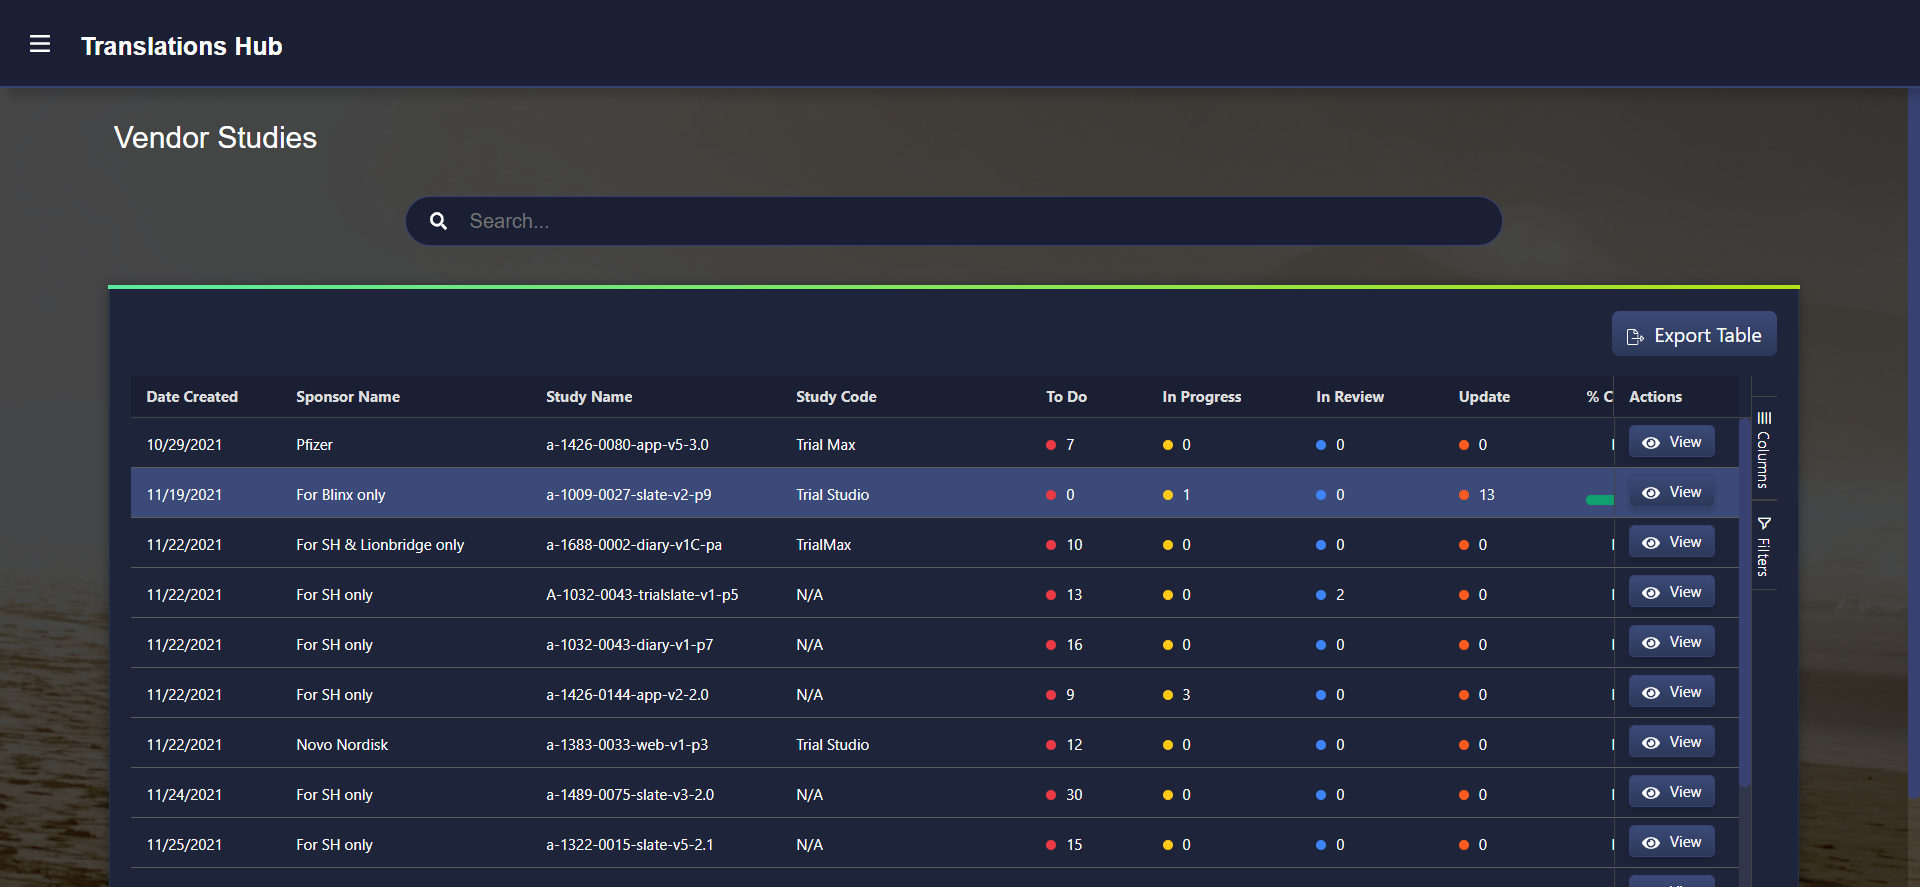 Translations Hub
Vendor Studies
Search...
Export Table
Date Created Sponsor Name Study Name Study Code To Do In Progress In Review Update % C Actions
10/29/2021 Pfizer a-1426-0080-app-v5-3.0 Trial Max 7 0 0 0 View
11/19/2021 For Blinx only a-1009-0027-slate-v2-p9 Trial Studio 0 1 0 13 View
11/22/2021 For SH & Lionbridge only a-1688-0002-diary-v1C-pa TrialMax 10 0 0 0 View
11/22/2021 For SH only A-1032-0043-trialslate-v1-p5 N/A 13 0 2 0 View
11/22/2021 For SH only a-1032-0043-diary-v1-p7 N/A 16 0 0 0 View
11/22/2021 For SH only a-1426-0144-app-v2-2.0 N/A 9 3 0 0 View
11/22/2021 Novo Nordisk a-1383-0033-web-v1-p3 Trial Studio 12 0 0 0 View
11/24/2021 For SH only a-1489-0075-slate-v3-2.0 N/A 30 0 0 0 View
11/25/2021 For SH only a-1322-0015-slate-v5-2.1 N/A 15 0 0 0 View
Columns
Filters